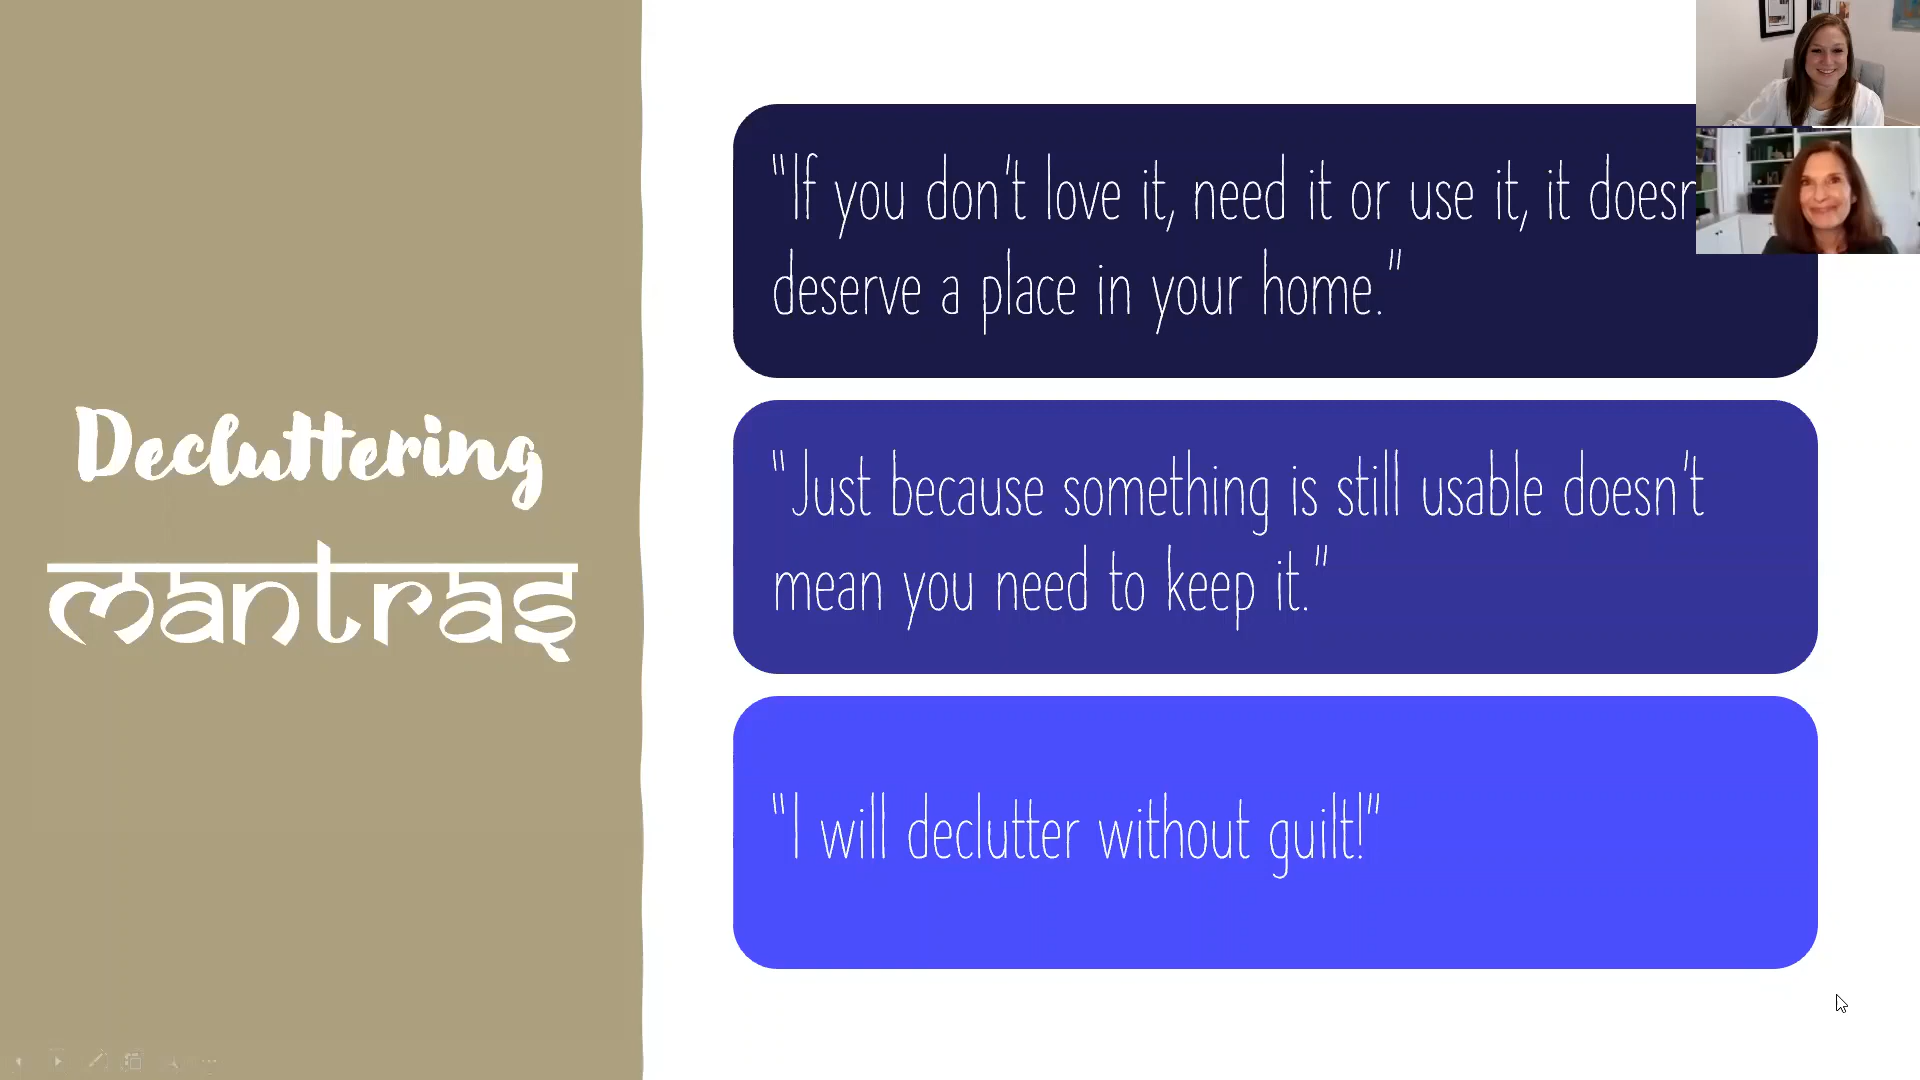 Decluttering
mantras
“If you don’t love it, need it or use it, it
deserve a place in your home.”
“Just because something is still usable doesn’t
mean you need to keep it.”
“I will declutter without guilt!”